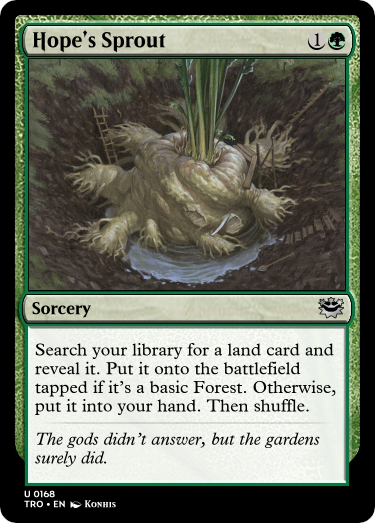 Hope's Sprout 1
Sorcery
Search your library for a land card and
reveal it. Put it onto the battlefield
tapped if it's a basic Forest. Otherwise,
put it into your hand. Then shuffle.
The gods didn't answer, but the gardens
surely did.
U 0168
TRO • EN Konhis